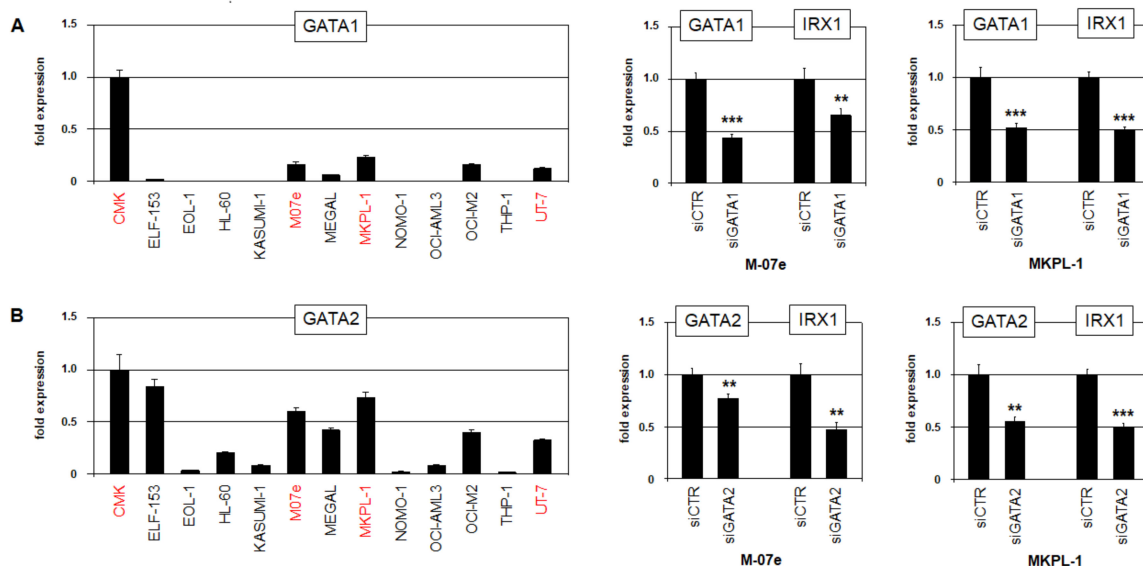 A
GATA1
fold expression
1.5
1.0
0.5
0
CMK
ELF-153
EOL-1
HL-60
KASUMI-1
M07e
MEGAL
MKPL-1
NOMO-1
OCI-AML3
OCI-M2
THP-1
UT-7
GATA1
IRX1
fold expression
1.5
1.0
0.5
0
***
**
siCTR
siGATA1
siCTR
siGATA1
M-07e
GATA1
IRX1
fold expression
1.5
1.0
0.5
0
***
***
siCTR
siGATA1
siCTR
siGATA1
MKPL-1
B
GATA2
fold expression
1.5
1.0
0.5
0
CMK
ELF-153
EOL-1
HL-60
KASUMI-1
M07e
MEGAL
MKPL-1
NOMO-1
OCI-AML3
OCI-M2
THP-1
UT-7
GATA2
IRX1
fold expression
1.5
1.0
0.5
0
**
**
siCTR
siGATA2
siCTR
siGATA2
M-07e
GATA2
IRX1
fold expression
1.5
1.0
0.5
0
**
***
siCTR
siGATA2
siCTR
siGATA2
MKPL-1